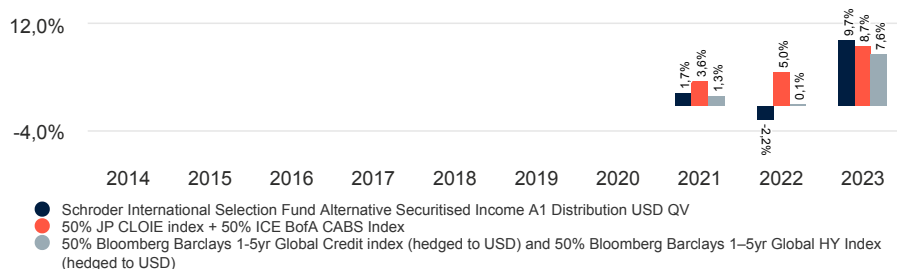 12,0%
-4,0%
1,7%
3,6%
1,3%
-2,2%
5,0%
0,1%
9,7%
8,7%
7,6%
2014 2015 2016 2017 2018 2019 2020 2021 2022 2023
Schroder International Selection Fund Alternative Securitised Income A1 Distribution USD QV
50% JP CLOIE index + 50% ICE BofA CABS Index
50% Bloomberg Barclays 1-5yr Global Credit index (hedged to USD) and 50% Bloomberg Barclays 1–5yr Global HY Index
(hedged to USD)